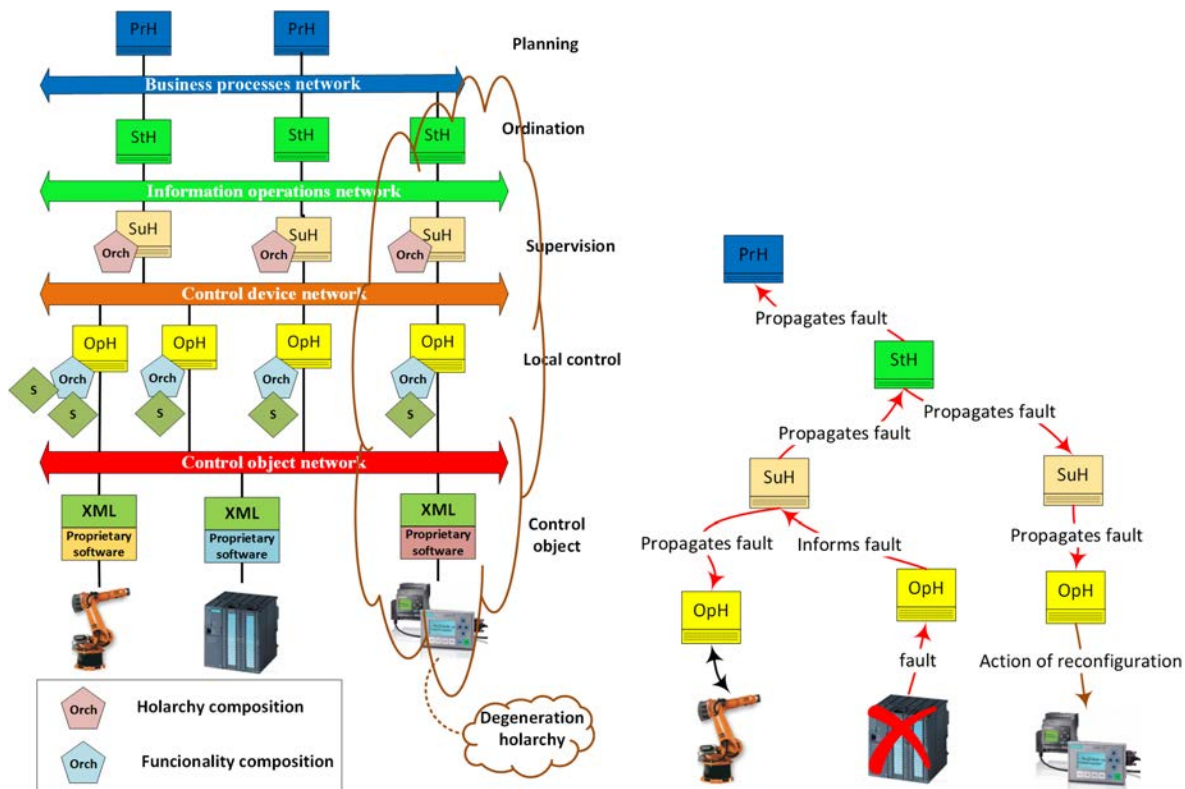 PrH
PrH
Planning
Business processes network
Ordination
StH
StH
StH
Information operations network
SuH
SuH
SuH
Orch
Orch
Orch
Supervision
Control device network
OpH
OpH
OpH
OpH
Local control
Orch
Orch
Orch
Orch
S
S
S
S
S
Control object network
XML
XML
XML
Proprietary
software
Proprietary
software
Proprietary
software
Control
object
Orch
Holarchy composition
Orch
Funcionality composition
Degeneration
holarchy
PrH
Propagates fault
StH
Propagates fault
Propagates fault
SuH
SuH
Propagates fault
Informs fault
Propagates fault
OpH
OpH
OpH
fault
Action of reconfiguration